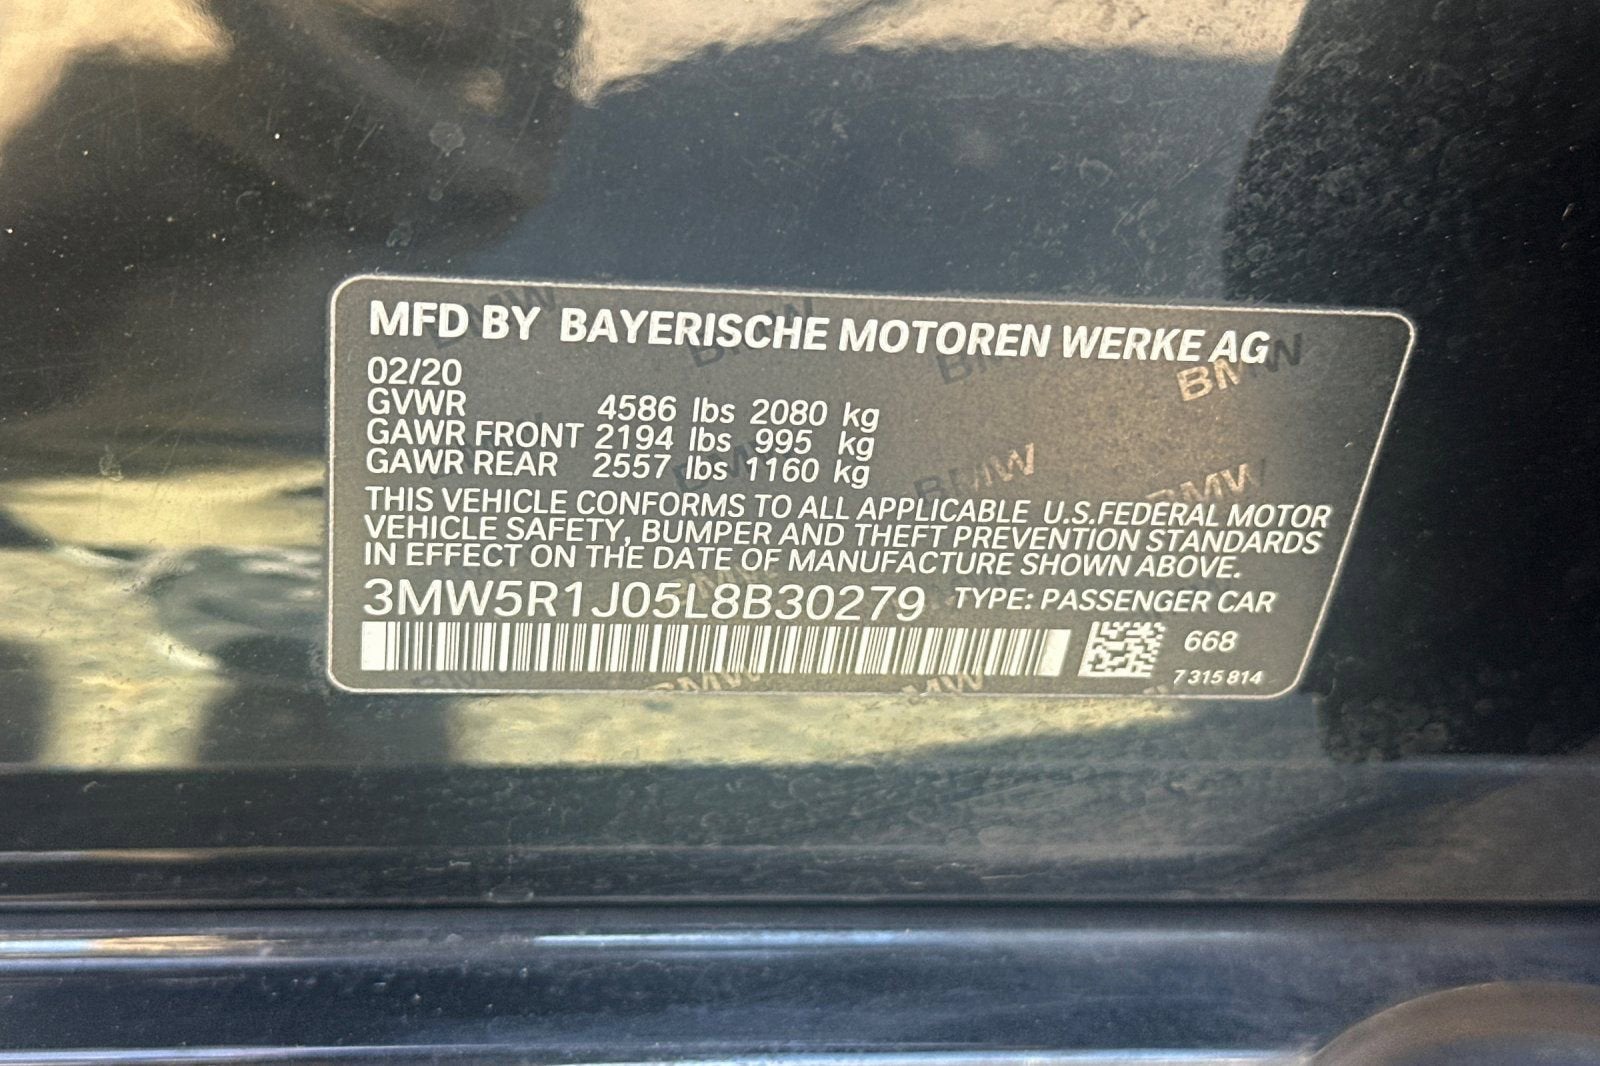 MFD BY BAYERISCHE MOTOREN WERKE AG
02/20
GVWR 4586 lbs 2080 kg
GAWR FRONT 2194 lbs 995 kg
GAWR REAR 2557 lbs 1160 kg
THIS VEHICLE CONFORMS TO ALL APPLICABLE U.S.FEDERAL MOTOR
VEHICLE SAFETY, BUMPER AND THEFT PREVENTION STANDARDS
IN EFFECT ON THE DATE OF MANUFACTURE SHOWN ABOVE.
3MW5R1J05L8B30279 TYPE: PASSENGER CAR
668
7 315 814